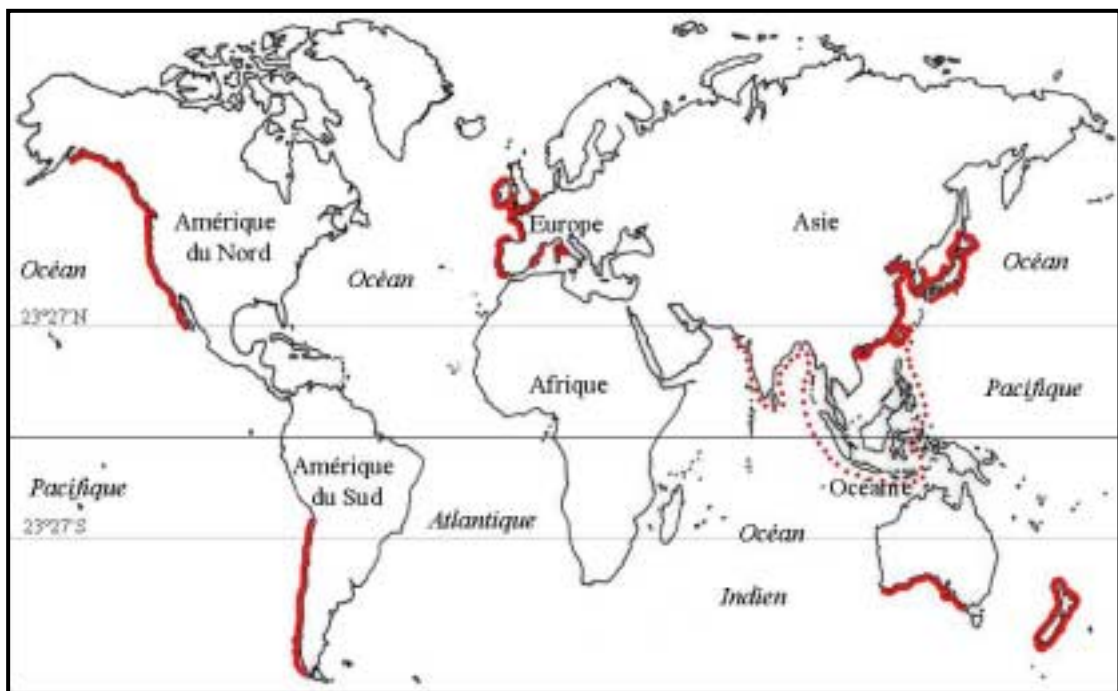 Amérique
du Nord
Europe
Asie
Océan
Océan
Océan
23°27'N
Afrique
Pacifique
Amérique
du Sud
Pacifique
Océanie
Atlantique
23°27'S
Océan
Indien